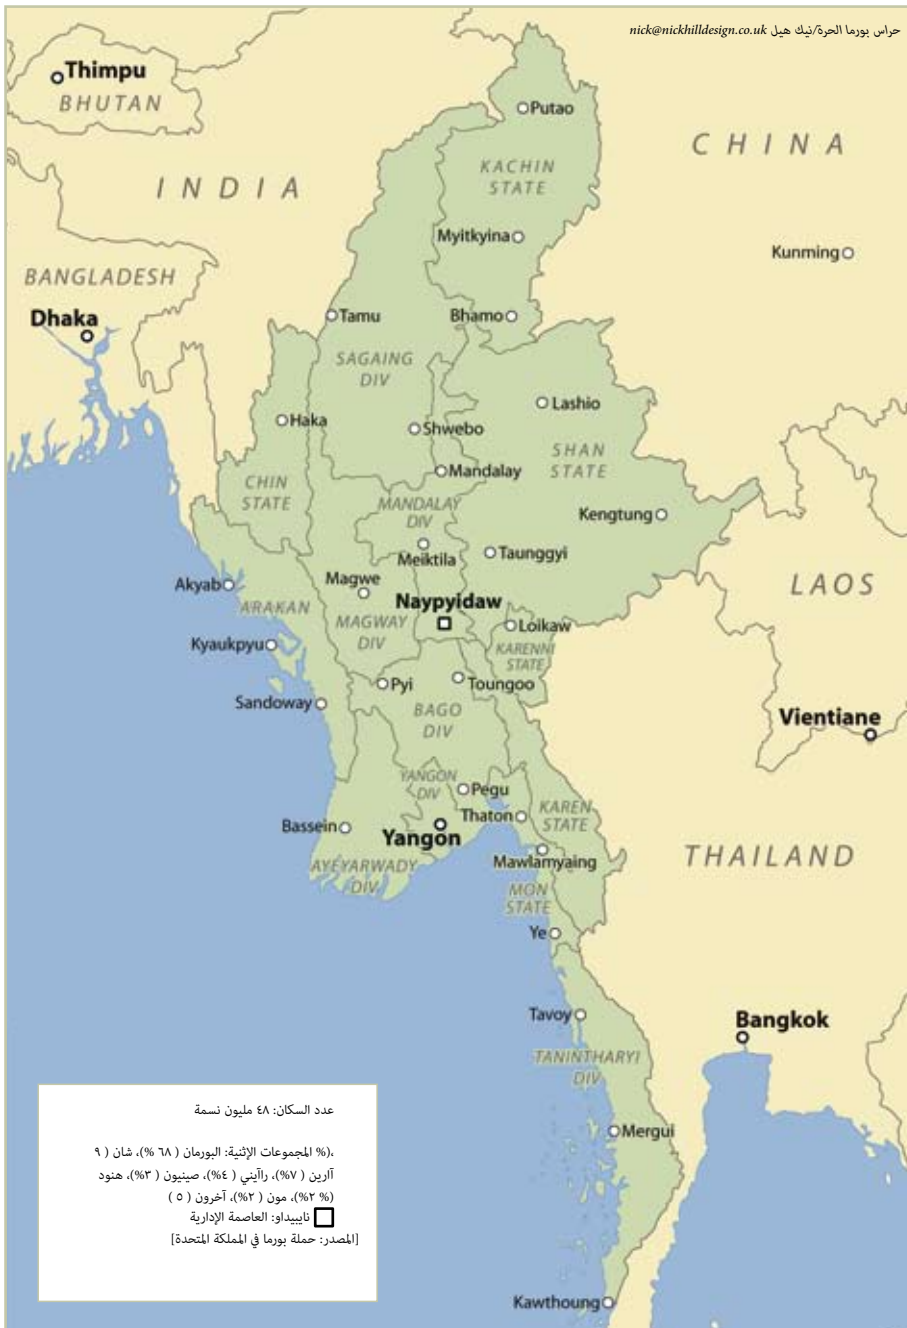 حراس بورما الحرة/نيك هيل nick@nickhilldesign.co.uk
Thimpu
BHUTAN
Putao
CHINA
KACHIN
STATE
INDIA
Myitkyina
Kunming
BANGLADESH
Dhaka
Tamu
Bhamo
SAGAING
DIV
Lashio
Haka
Shwebo
SHAN
STATE
Mandalay
CHIN
STATE
MANDALAY
DIV
Kengtung
Meiktila
Taunggyi
Akyab
Magwe
LAOS
Naypyidaw
ARAKAN
MAGWAY
DIV
Loikaw
Kyaukpyu
KARENNI
STATE
Pyi
Toungoo
Sandoway
BAGO
DIV
Vientiane
YANGON
DIV
Pegu
KAREN
STATE
Thaton
Bassein
Yangon
Mawlamyaing
THAILAND
AYEYARWADY
DIV
MON
STATE
Ye
Tavoy
Bangkok
TANINTHARYI
DIV
Mergui
Kawthoung
عدد السكان: ٤٨ مليون نسمة
،(% المجموعات الإثنية: البورمان ( ٦٨ %)، شان ( ٩
آارين ( ٧%)، راآيني ( ٤%)، صينيون ( ٣%)، هنود
(% ٢%)، مون ( ٢%)، آخرون ( ٥ )
نايبيداو: العاصمة الإدارية
[المصدر: حملة بورما في المملكة المتحدة]